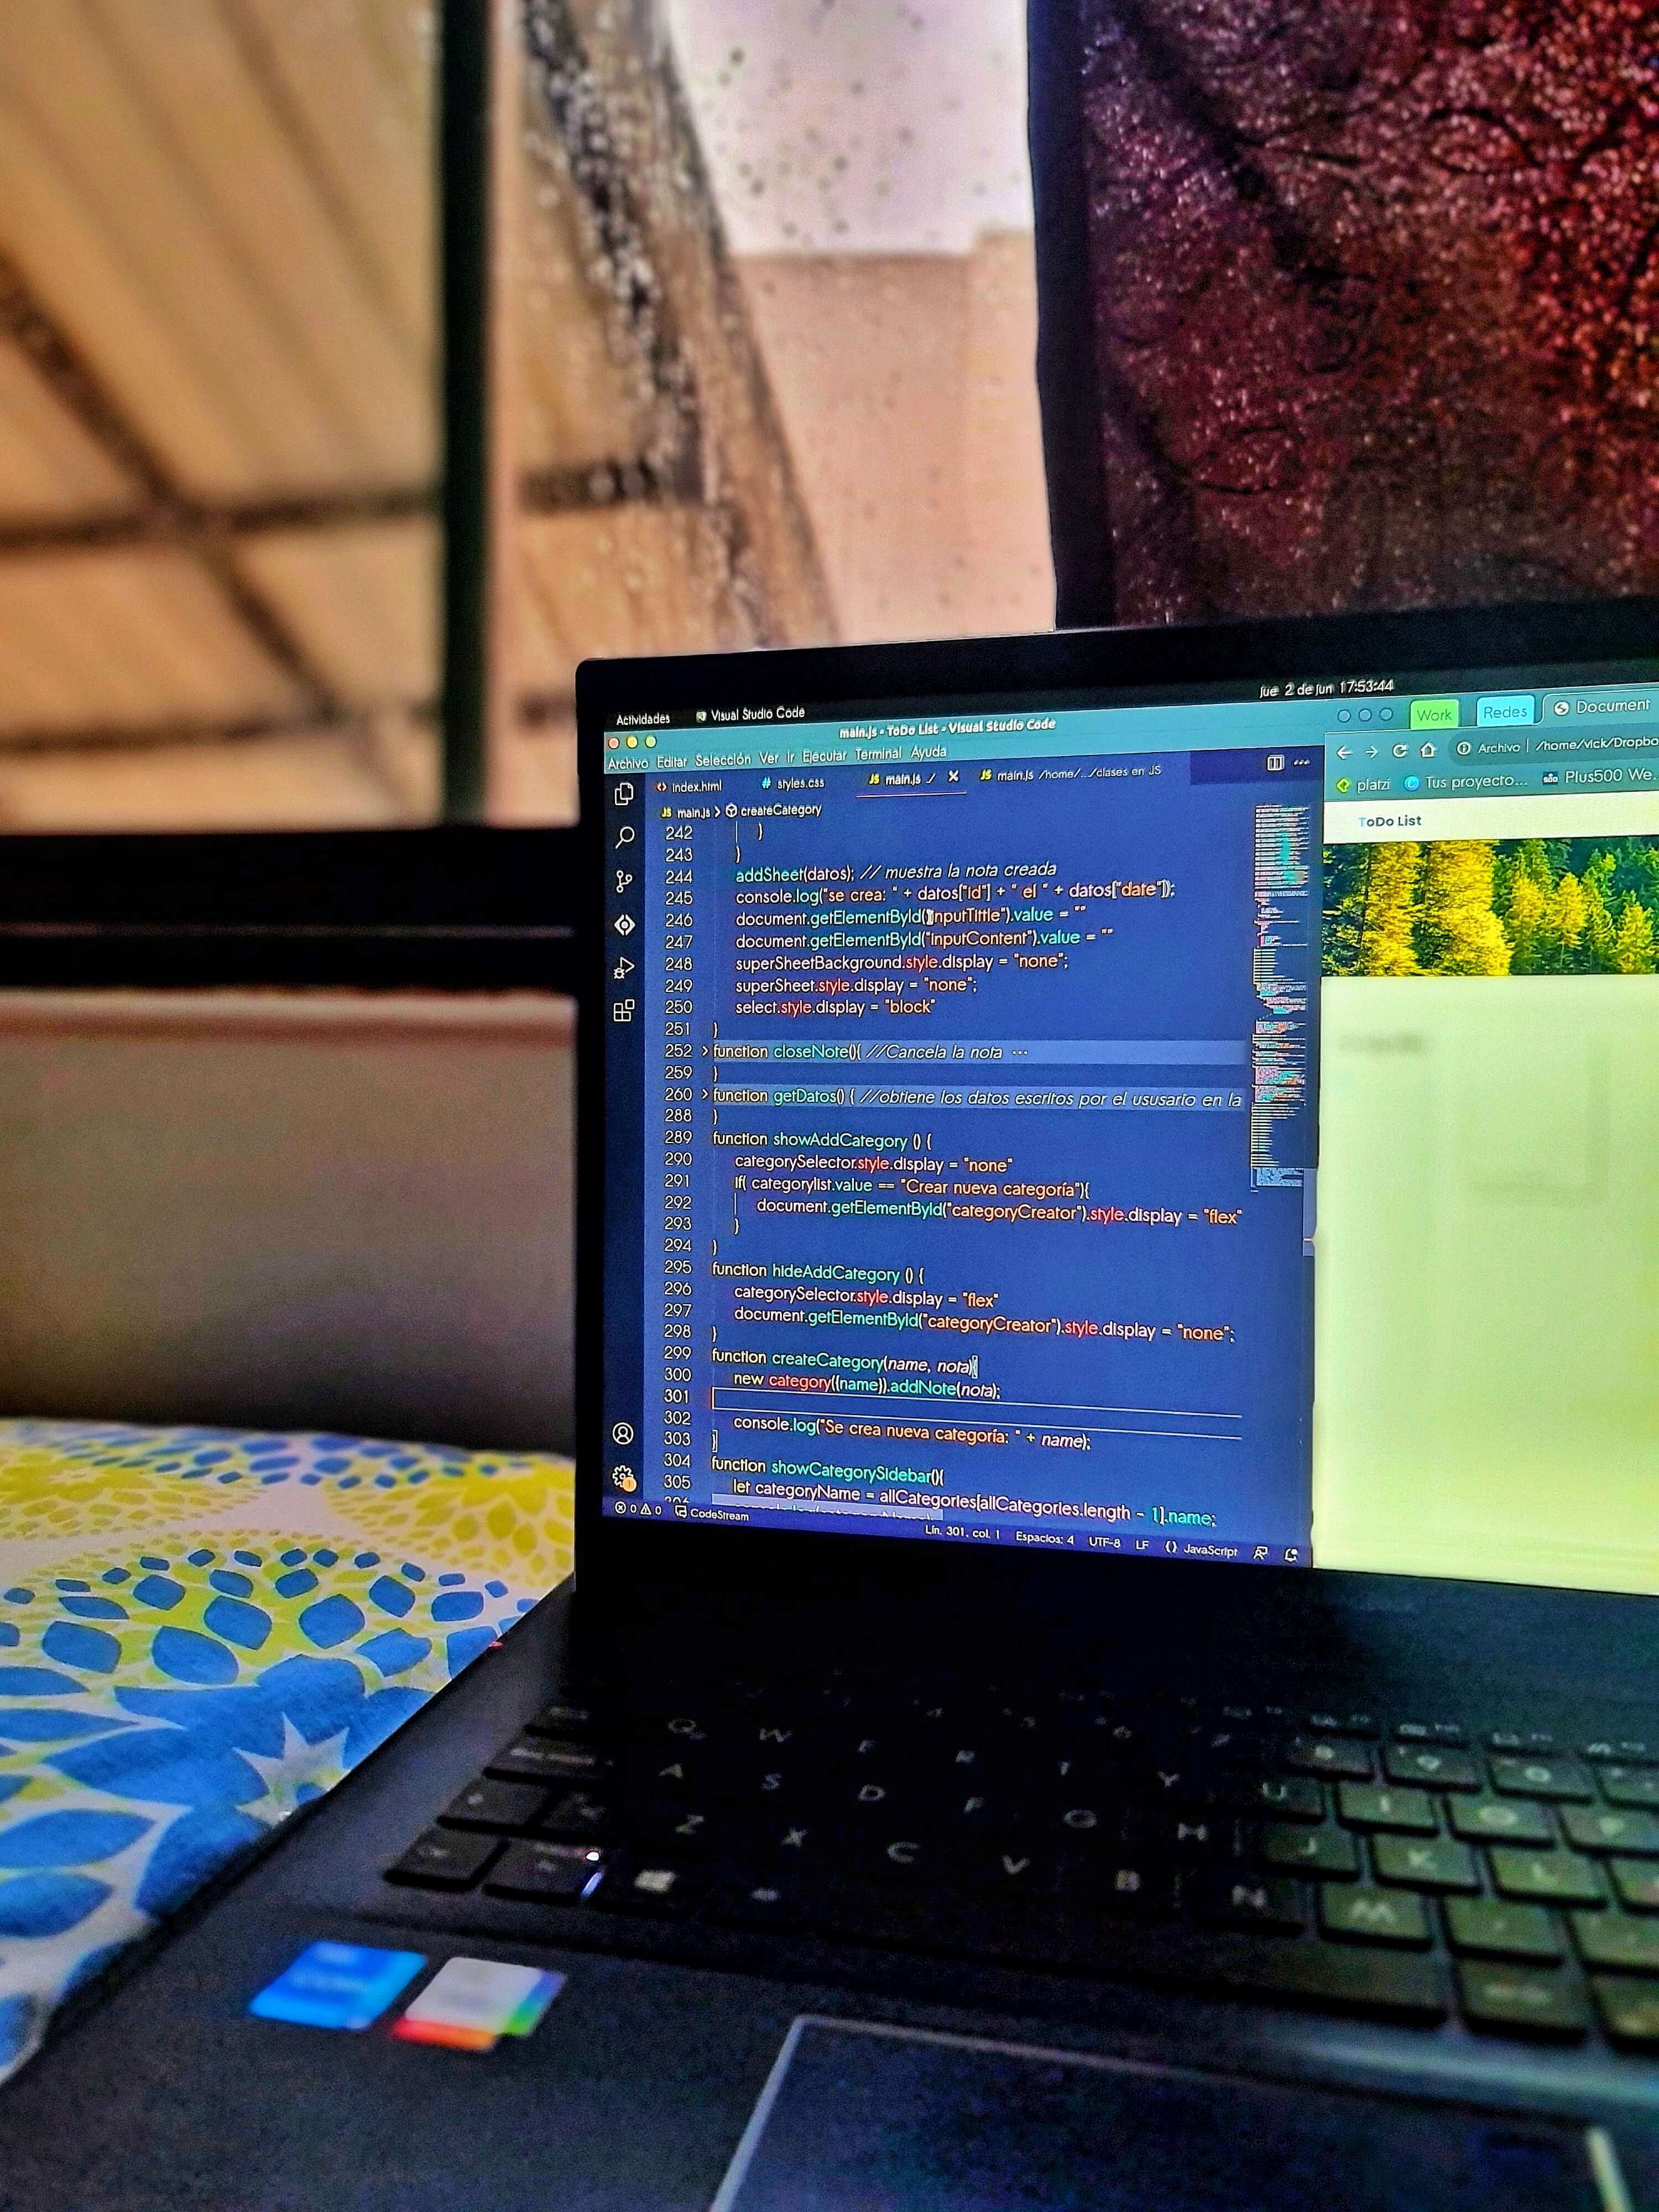 jue 2 de jun 17:53:44
Actividades Visual Studio Code
main.js - ToDo List - Visual Studio Code
Archivo Editar Selección Ver Ir Ejecutar Terminal Ayuda
index.html styles.css JS main.js ./ JS main.js /home/.../clases en JS
JS main.js > createCategory
242 }
243 }
244 addSheet(datos); // muestra la nota creada
245 console.log("se crea: " + datos["id"] + " el " + datos["date"]);
246 document.getElementById("inputTittle").value = ""
247 document.getElementById("inputContent").value = ""
248 superSheetBackground.style.display = "none";
249 superSheet.style.display = "none";
250 select.style.display = "block"
251 }
252 function closeNote(){ //Cancela la nota ...
259 }
260 function getDatos() { //obtiene los datos escritos por el ususario en la
288 }
289 function showAddCategory () {
290 categorySelector.style.display = "none"
291 if( categorylist.value == "Crear nueva categoría"){
292 document.getElementById("categoryCreator").style.display = "flex"
293 }
294 }
295 function hideAddCategory () {
296 categorySelector.style.display = "flex"
297 document.getElementById("categoryCreator").style.display = "none";
298 }
299 function createCategory(name, nota){
300 new category((name)).addNote(nota);
301
302 console.log("Se crea nueva categoría: " + name);
303 }
304 function showCategorySidebar(){
305 let categoryName = allCategories[allCategories.length - 1].name;
0 0 CodeStream Lín. 301, col. 1 Espacios: 4 UTF-8 LF {} JavaScript
Work Redes Document
Archivo | /home/vick/Dropbo
platzi Tus proyecto... Plus500 We.
ToDo List
Q W E R T Y U I O P
A S D F G H J K L
Z X C V B N M